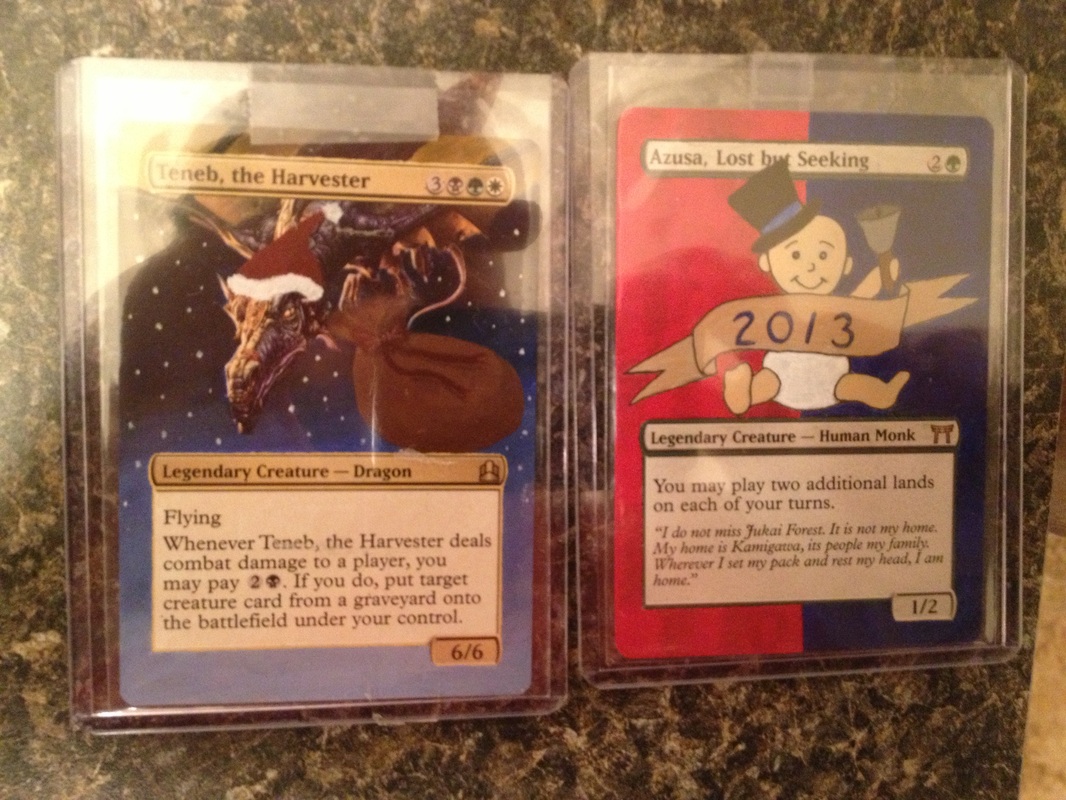 Teneb, the Harvester 3
Legendary Creature — Dragon
Flying
Whenever Teneb, the Harvester deals
combat damage to a player, you
may pay 2 . If you do, put target
creature card from a graveyard onto
the battlefield under your control.
6/6
Azusa, Lost but Seeking 2
2013
Legendary Creature — Human Monk
You may play two additional lands
on each of your turns.
“I do not miss Jukai Forest. It is not my home.
My home is Kamigawa, its people my family.
Wherever I set my pack and rest my head, I am
home.”
1/2